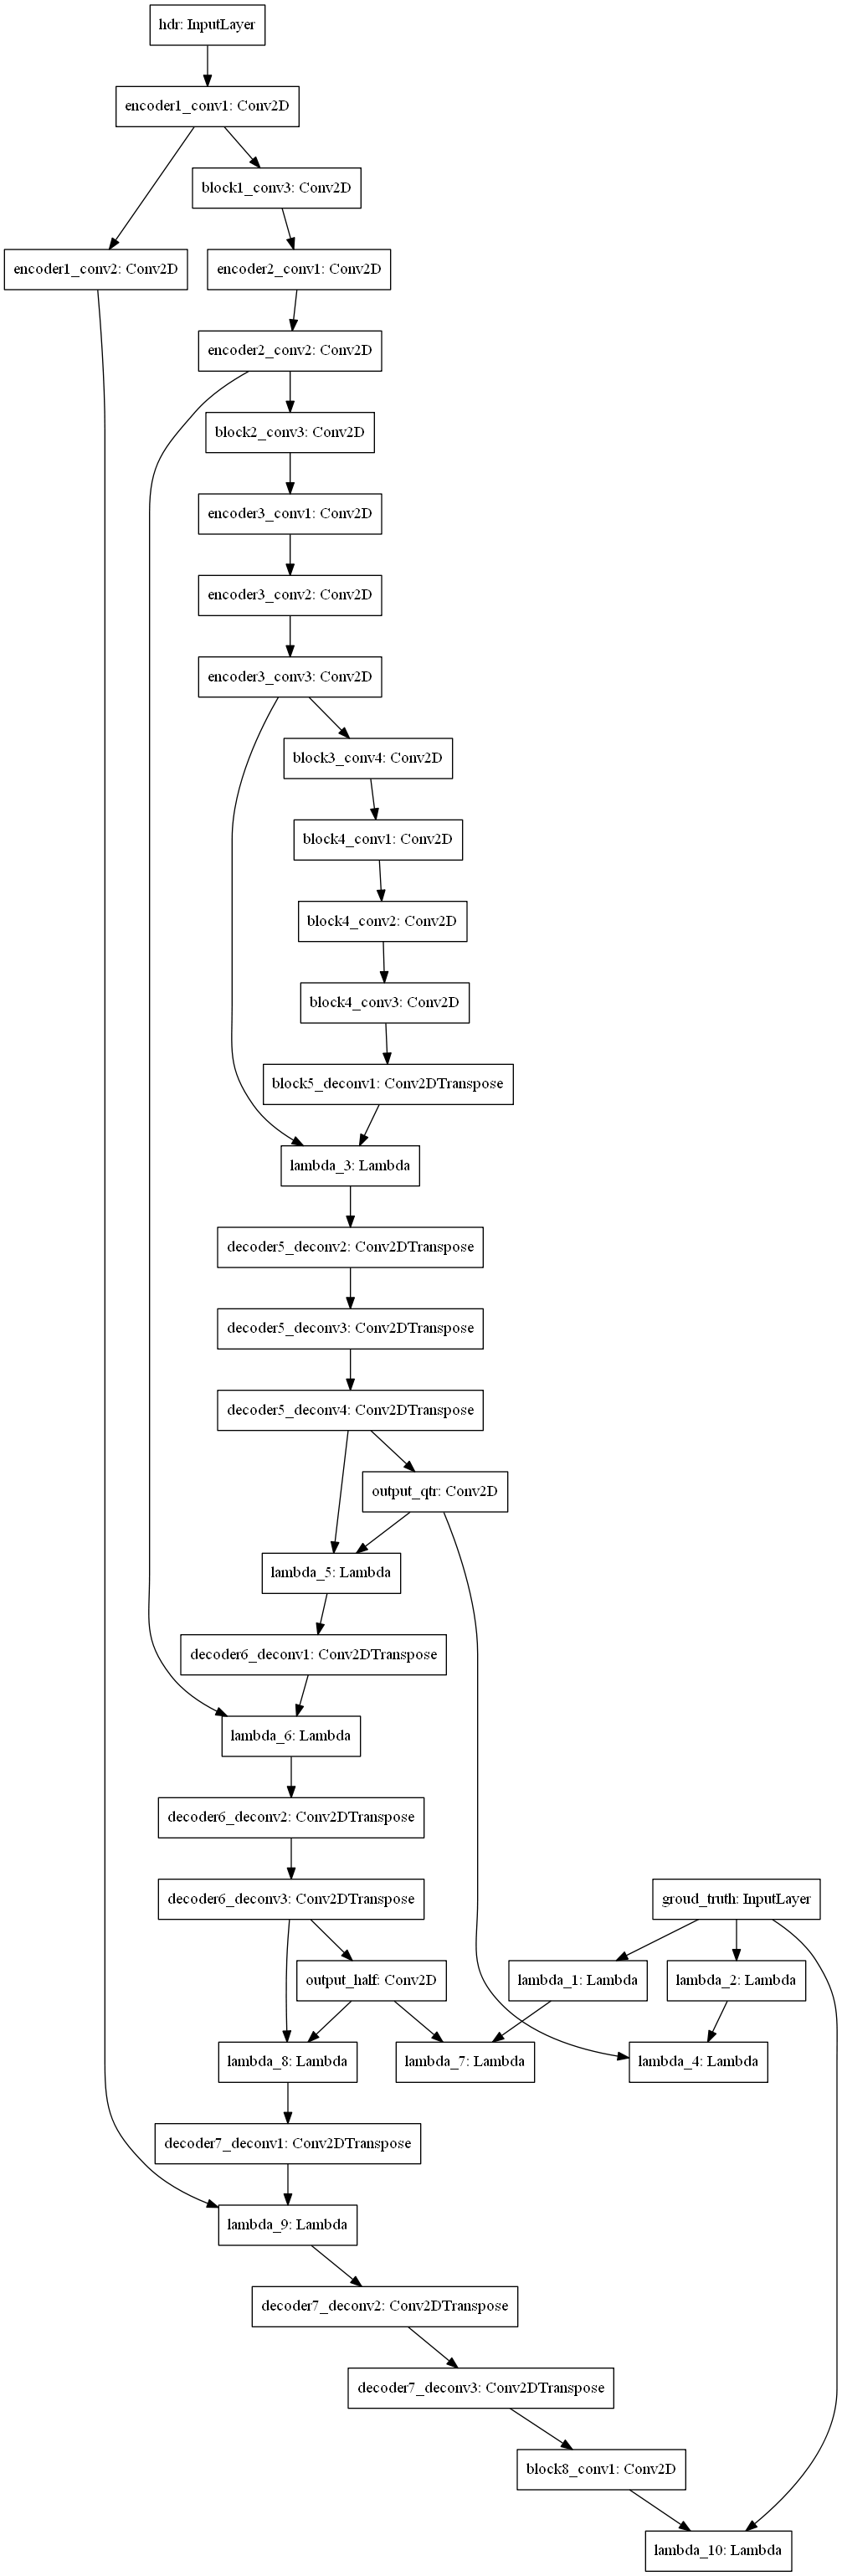 hdr: InputLayer
encoder1_conv1: Conv2D
block1_conv3: Conv2D
encoder1_conv2: Conv2D
encoder2_conv1: Conv2D
encoder2_conv2: Conv2D
block2_conv3: Conv2D
encoder3_conv1: Conv2D
encoder3_conv2: Conv2D
encoder3_conv3: Conv2D
block3_conv4: Conv2D
block4_conv1: Conv2D
block4_conv2: Conv2D
block4_conv3: Conv2D
block5_deconv1: Conv2DTranspose
lambda_3: Lambda
decoder5_deconv2: Conv2DTranspose
decoder5_deconv3: Conv2DTranspose
decoder5_deconv4: Conv2DTranspose
output_qtr: Conv2D
lambda_5: Lambda
decoder6_deconv1: Conv2DTranspose
lambda_6: Lambda
decoder6_deconv2: Conv2DTranspose
decoder6_deconv3: Conv2DTranspose
groud_truth: InputLayer
output_half: Conv2D
lambda_1: Lambda
lambda_2: Lambda
lambda_8: Lambda
lambda_7: Lambda
lambda_4: Lambda
decoder7_deconv1: Conv2DTranspose
lambda_9: Lambda
decoder7_deconv2: Conv2DTranspose
decoder7_deconv3: Conv2DTranspose
block8_conv1: Conv2D
lambda_10: Lambda